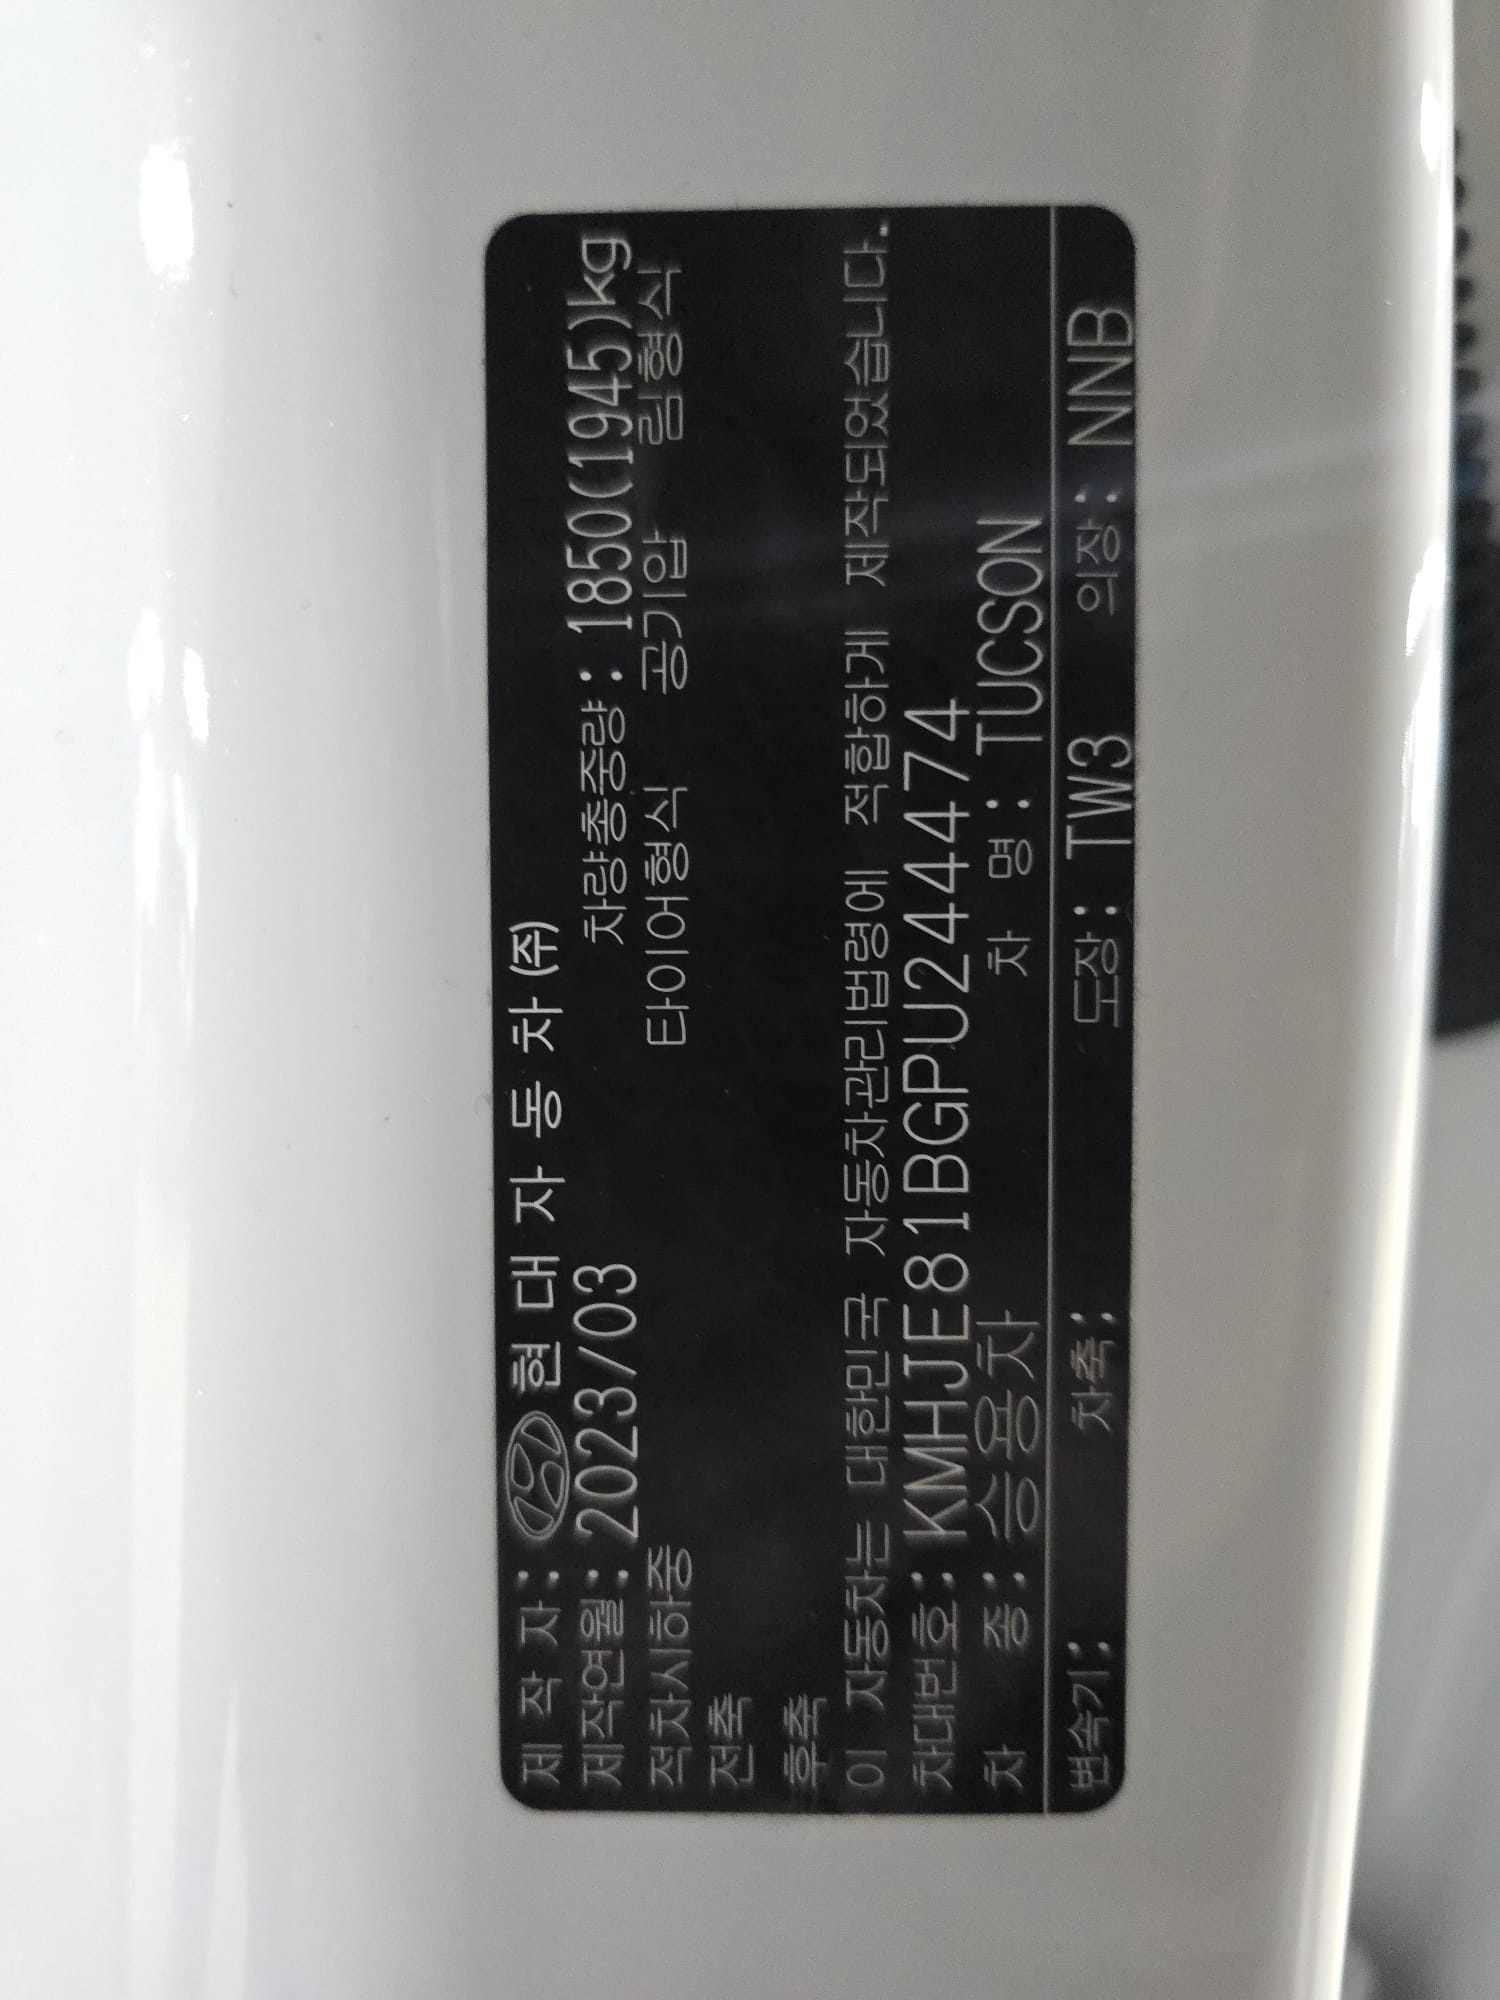 제 작 자 : 현 대 자 동 차 (주)
제작연월 : 2023/03 차량총중량 : 1850(1945)kg
적차시하중 타이어형식 공기압 림형식
전축
후축
이 자동차는 대한민국 자동차관리법령에 적합하게 제작되었습니다.
차대번호 : KMHJE81BGPU244474
차 종 : 승용차 차 명 : TUCSON
변속기 : 차축 : 도장 : TW3 의장 : NNB